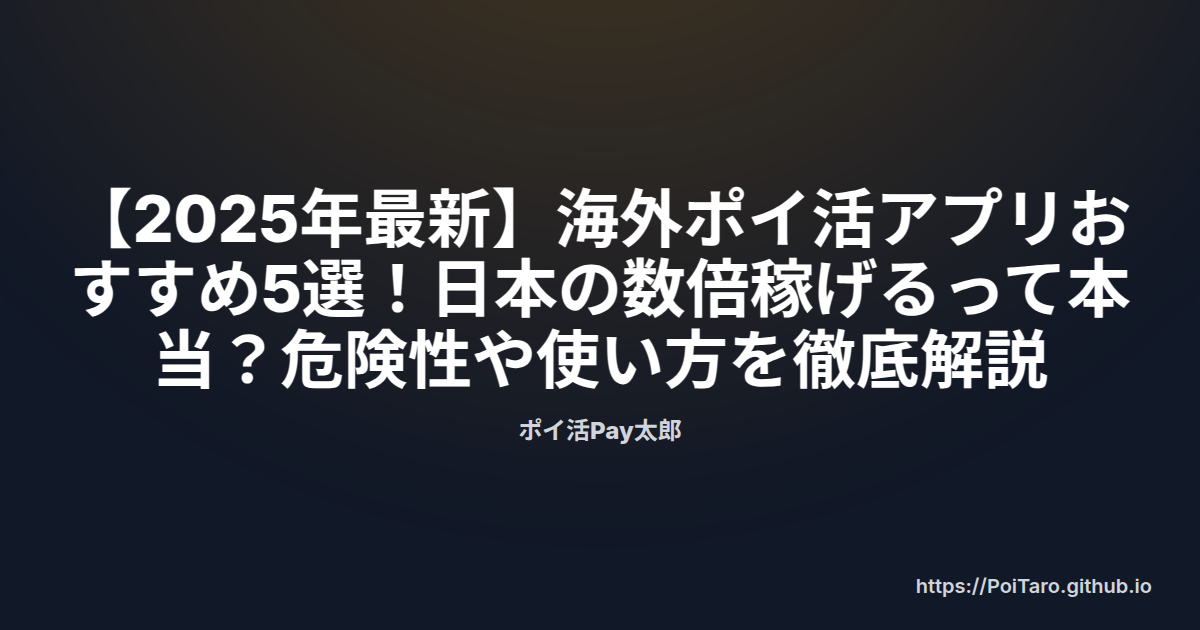 【2025年最新】海外ポイ活アプリお
すすめ5選！日本の数倍稼げるって本
当？危険性や使い方を徹底解説
ポイ活Pay太郎
https://PoiTaro.github.io